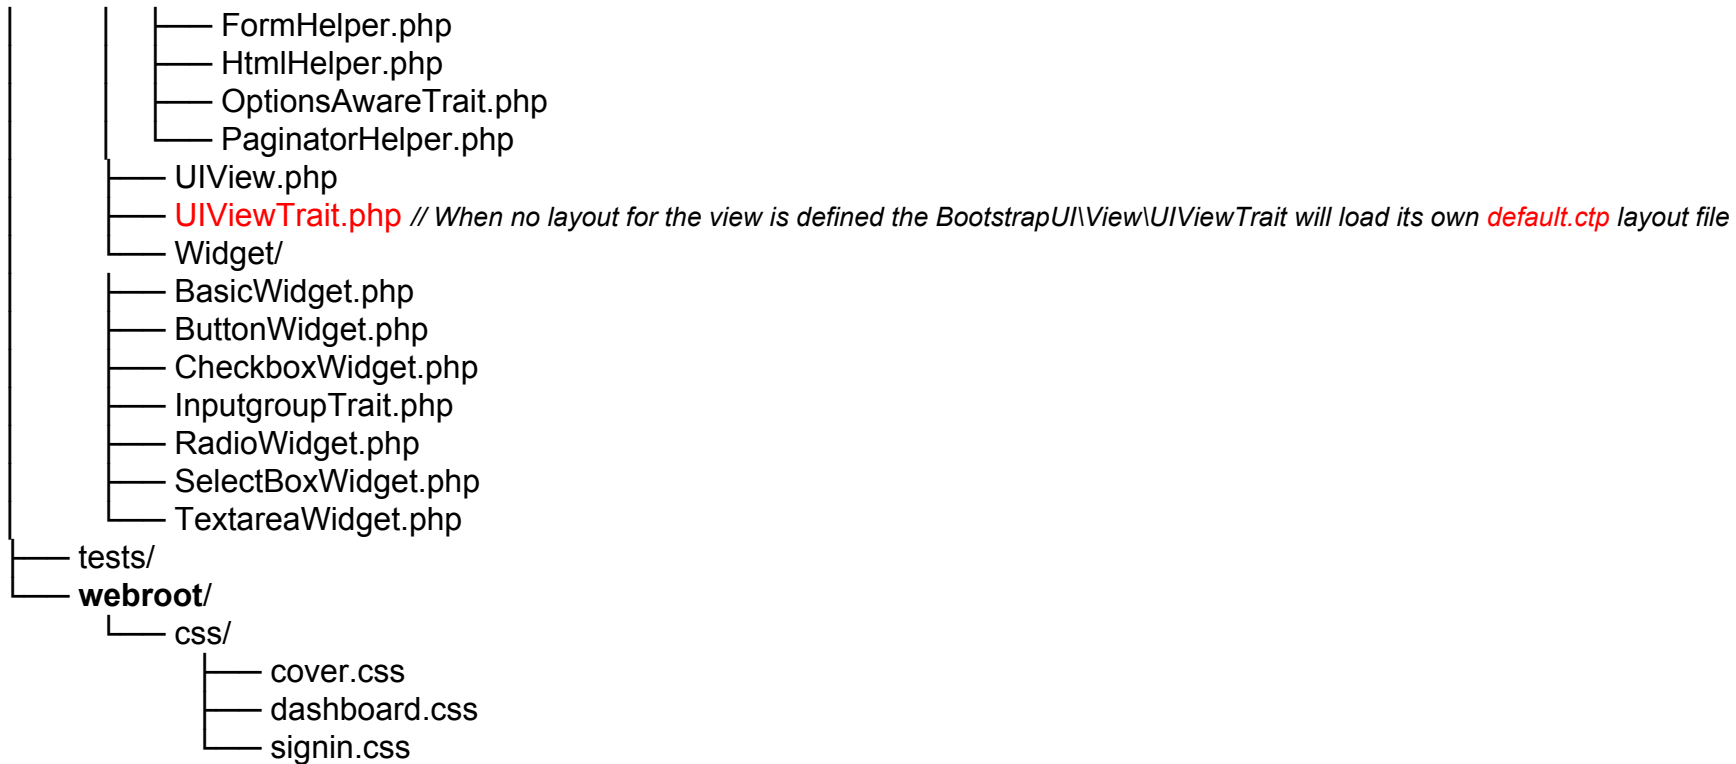 FormHelper.php
HtmlHelper.php
OptionsAwareTrait.php
PaginatorHelper.php
UIView.php
UIViewTrait.php // When no layout for the view is defined the BootstrapUI\View\UIViewTrait will load its own default.ctp layout file
Widget/
BasicWidget.php
ButtonWidget.php
CheckboxWidget.php
InputgroupTrait.php
RadioWidget.php
SelectBoxWidget.php
TextareaWidget.php
tests/
webroot/
css/
cover.css
dashboard.css
signin.css